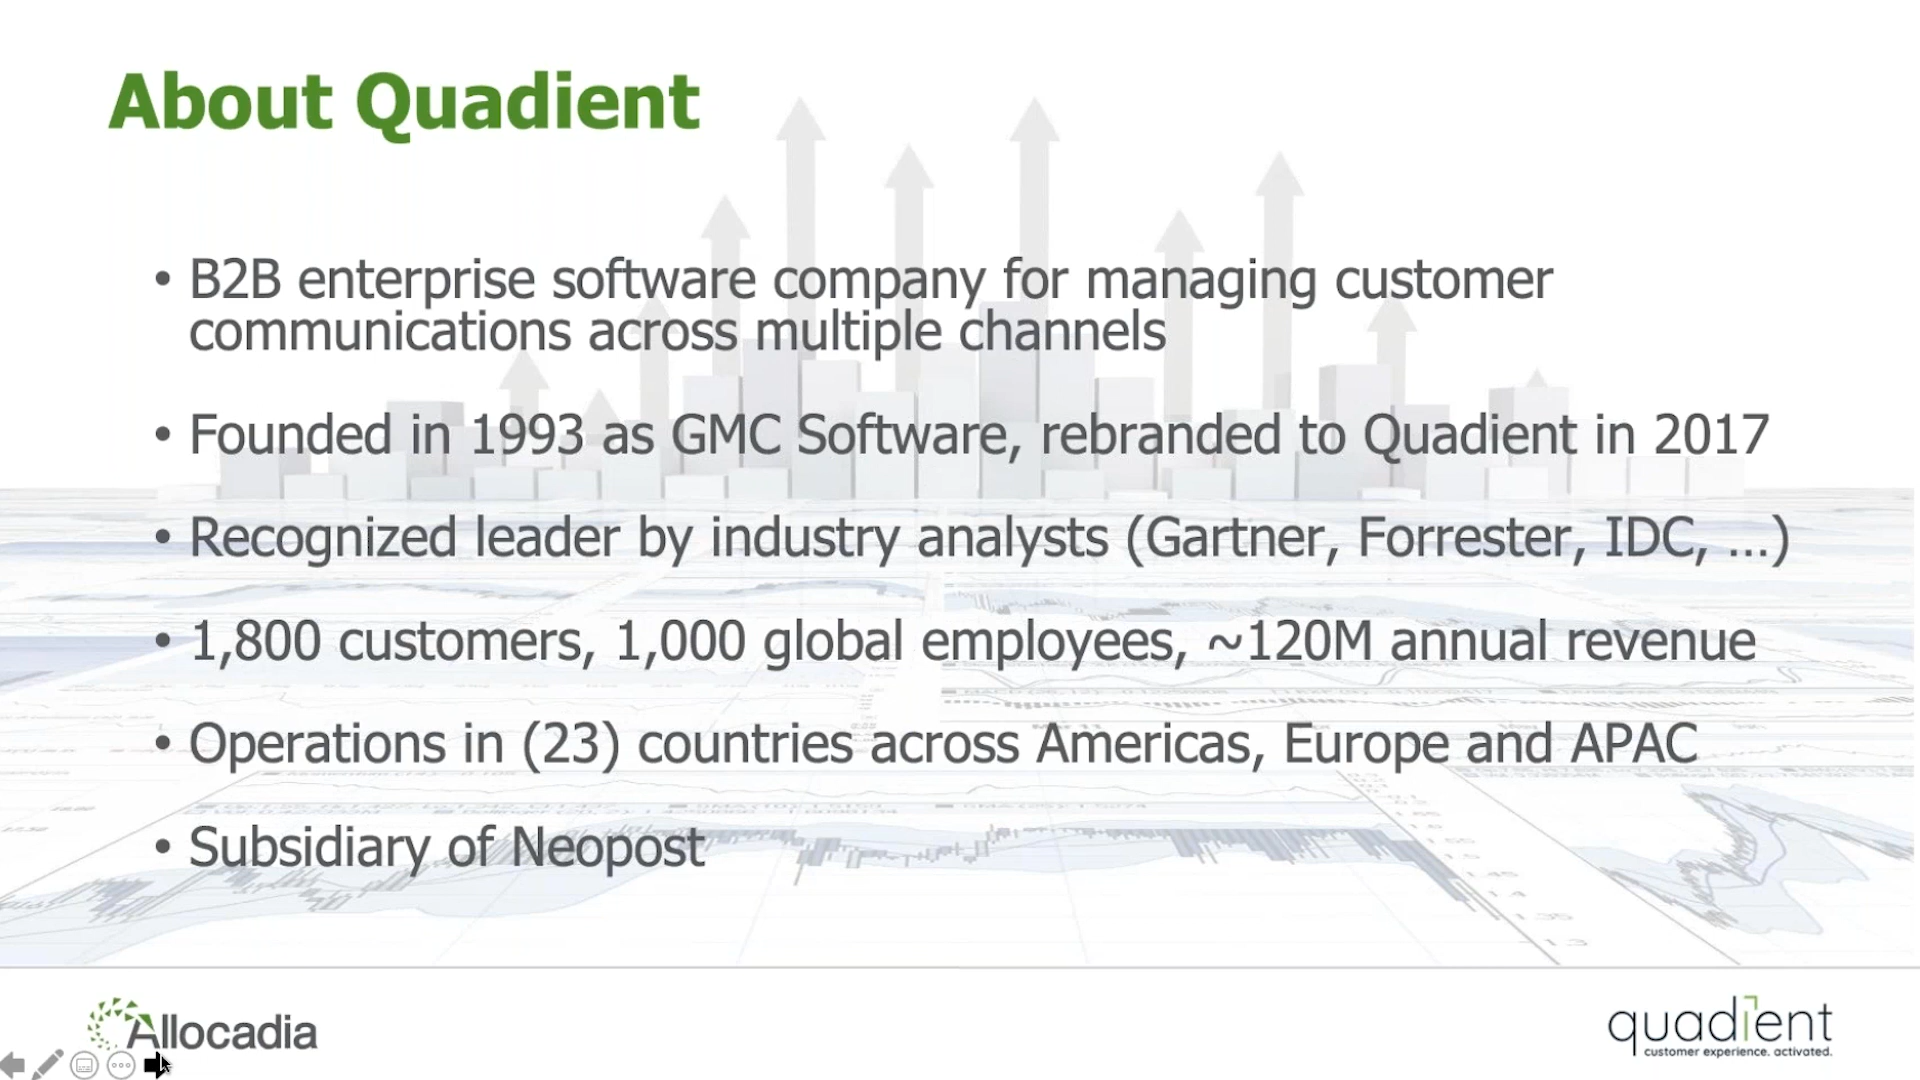 About Quadient
• B2B enterprise software company for managing customer
communications across multiple channels
• Founded in 1993 as GMC Software, rebranded to Quadient in 2017
• Recognized leader by industry analysts (Gartner, Forrester, IDC, ...)
• 1,800 customers, 1,000 global employees, ~120M annual revenue
• Operations in (23) countries across Americas, Europe and APAC
• Subsidiary of Neopost
Allocadia
quadient
customer experience. activated.